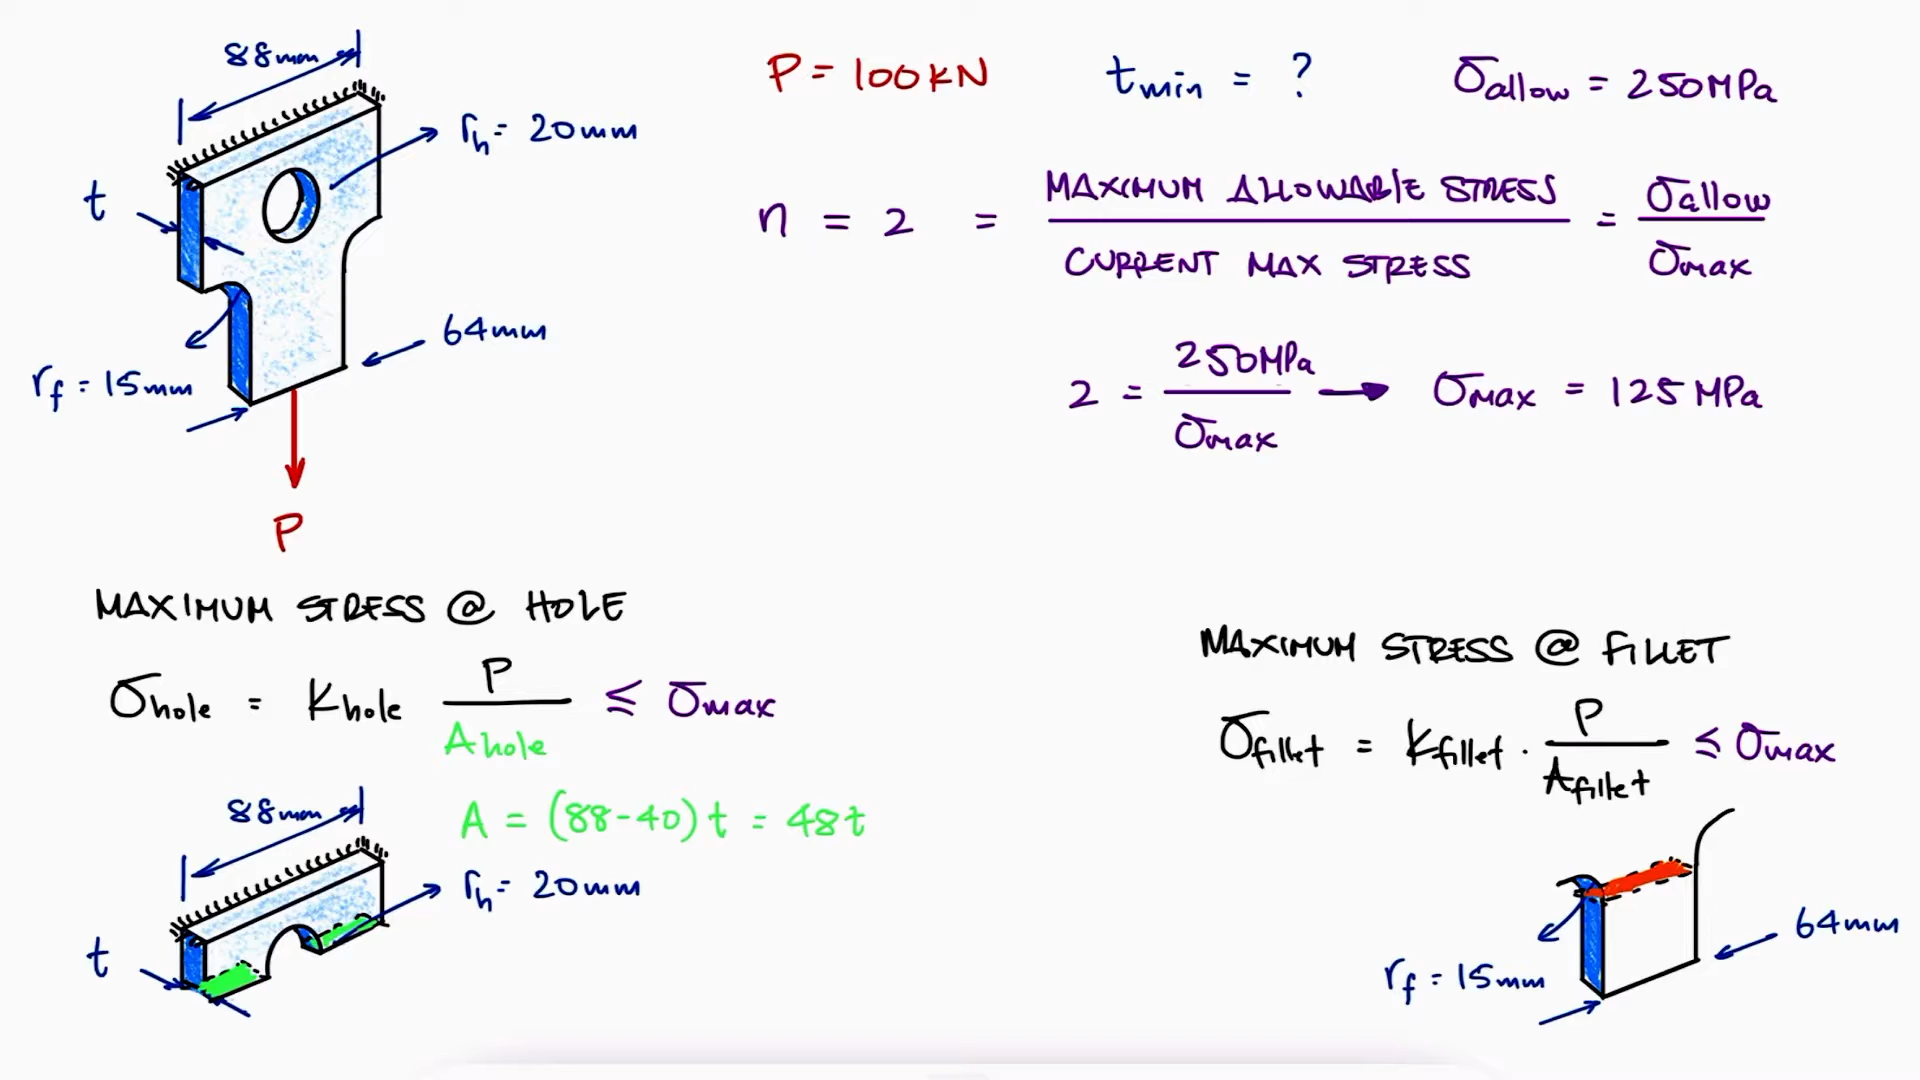 88mm
rh = 20mm
t
64mm
rf = 15mm
P
P = 100KN tmin = ? σallow = 250MPa
n = 2 = MAXIMUM ALLOWABLE STRESS / CURRENT MAX STRESS = σallow / σmax
2 = 250MPa / σmax → σmax = 125 MPa
MAXIMUM STRESS @ HOLE
σhole = Khole P / Ahole ≤ σmax
A = (88-40)t = 48t
88mm
rh = 20mm
t
MAXIMUM STRESS @ FILLET
σfillet = Kfillet · P / Afillet ≤ σmax
64mm
rf = 15mm